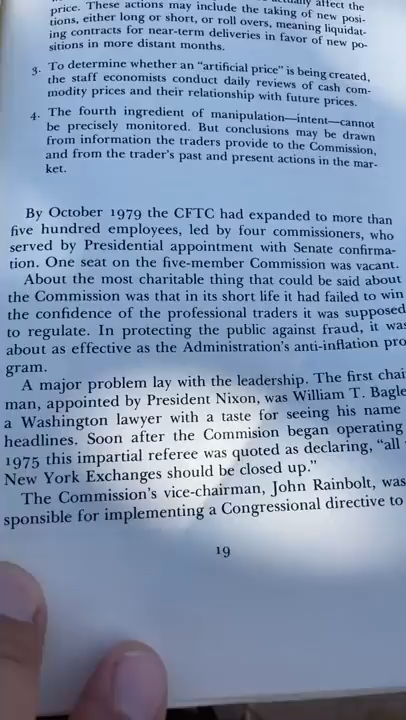 actually affect the
price. These actions may include the taking of new posi-
tions, either long or short, or roll overs, meaning liquidat-
ing contracts for near-term deliveries in favor of new po-
sitions in more distant months.
3. To determine whether an “artificial price” is being created,
the staff economists conduct daily reviews of cash com-
modity prices and their relationship with future prices.
4. The fourth ingredient of manipulation—intent—cannot
be precisely monitored. But conclusions may be drawn
from information the traders provide to the Commission,
and from the trader’s past and present actions in the mar-
ket.
By October 1979 the CFTC had expanded to more than
five hundred employees, led by four commissioners, who
served by Presidential appointment with Senate confirma-
tion. One seat on the five-member Commission was vacant.
About the most charitable thing that could be said about
the Commission was that in its short life it had failed to win
the confidence of the professional traders it was supposed
to regulate. In protecting the public against fraud, it was
about as effective as the Administration’s anti-inflation pro
gram.
A major problem lay with the leadership. The first chai
man, appointed by President Nixon, was William T. Bagle
a Washington lawyer with a taste for seeing his name
headlines. Soon after the Commision began operating
1975 this impartial referee was quoted as declaring, “all
New York Exchanges should be closed up.”
The Commission’s vice-chairman, John Rainbolt, was
sponsible for implementing a Congressional directive to
19